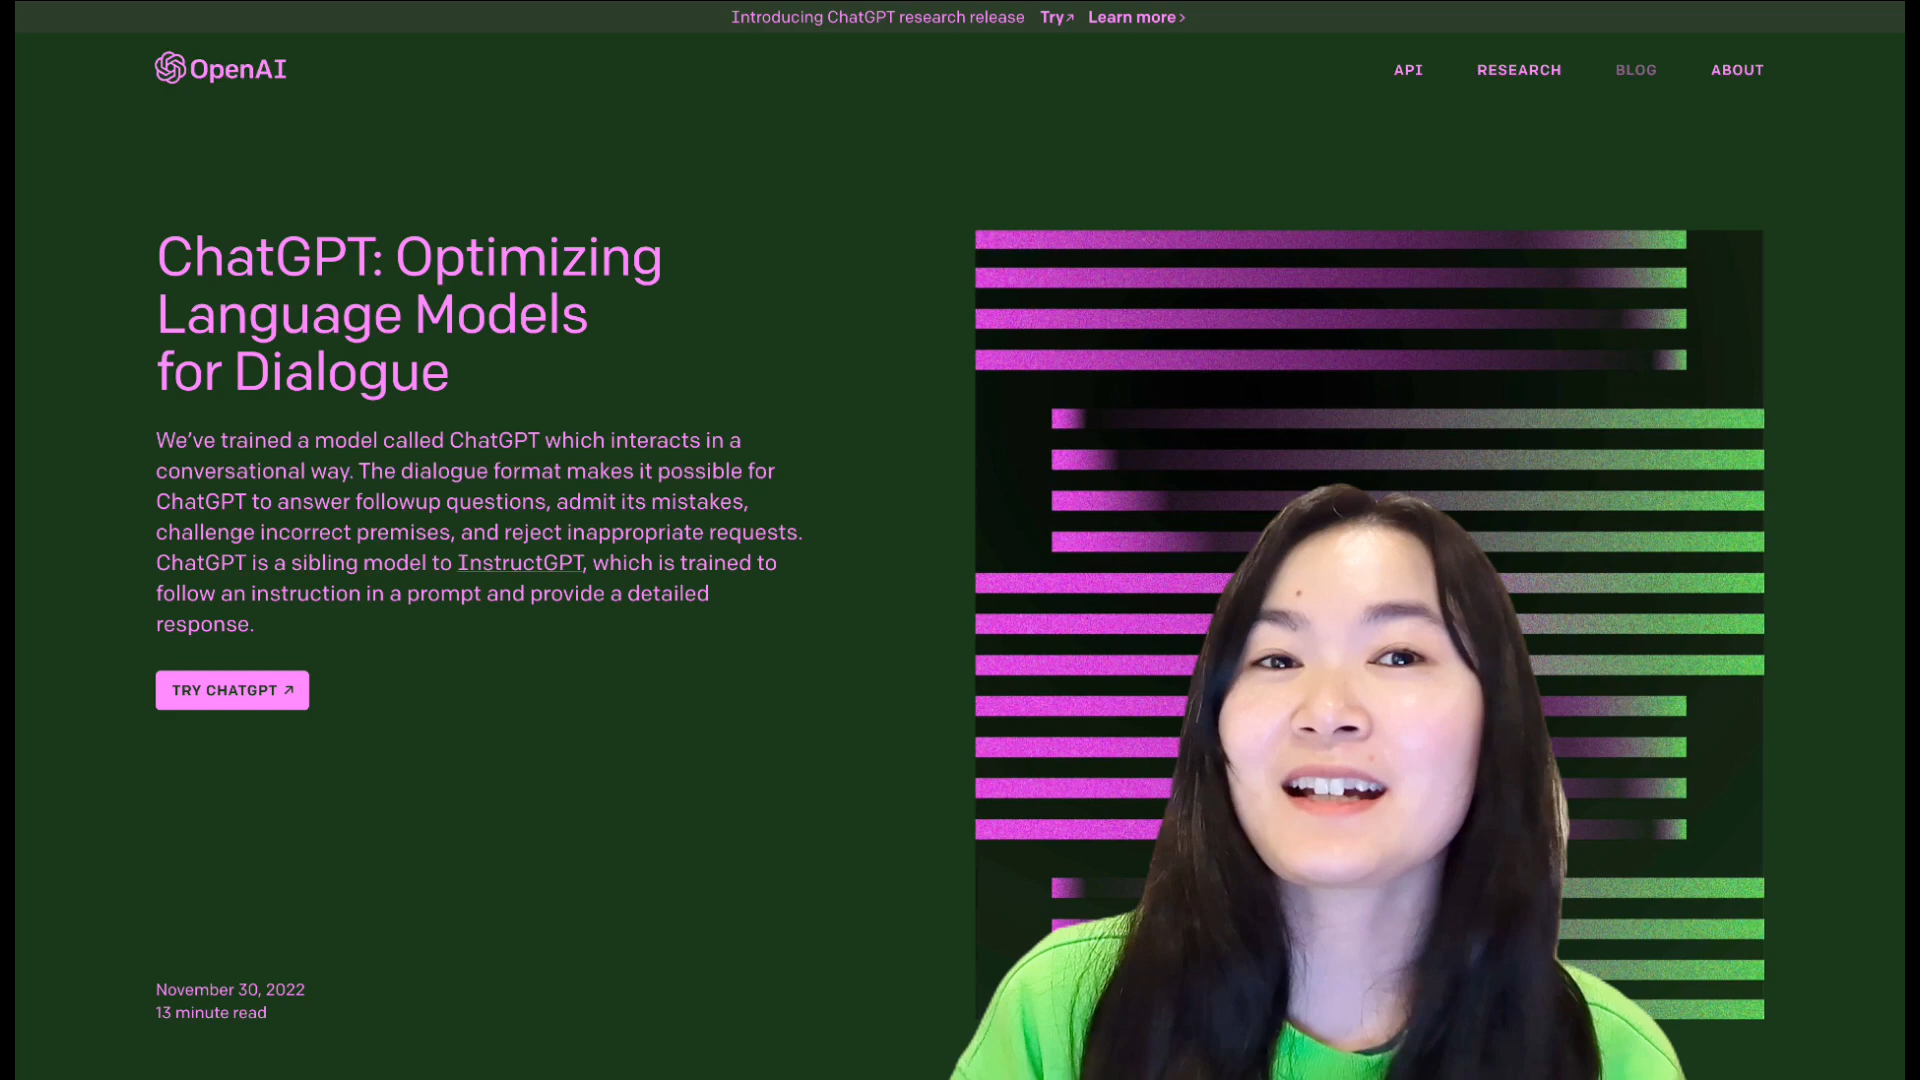 Introducing ChatGPT research release Try↗ Learn more ›
OpenAI
API RESEARCH BLOG ABOUT
ChatGPT: Optimizing
Language Models
for Dialogue
We’ve trained a model called ChatGPT which interacts in a
conversational way. The dialogue format makes it possible for
ChatGPT to answer followup questions, admit its mistakes,
challenge incorrect premises, and reject inappropriate requests.
ChatGPT is a sibling model to InstructGPT, which is trained to
follow an instruction in a prompt and provide a detailed
response.
TRY CHATGPT ↗
November 30, 2022
13 minute read